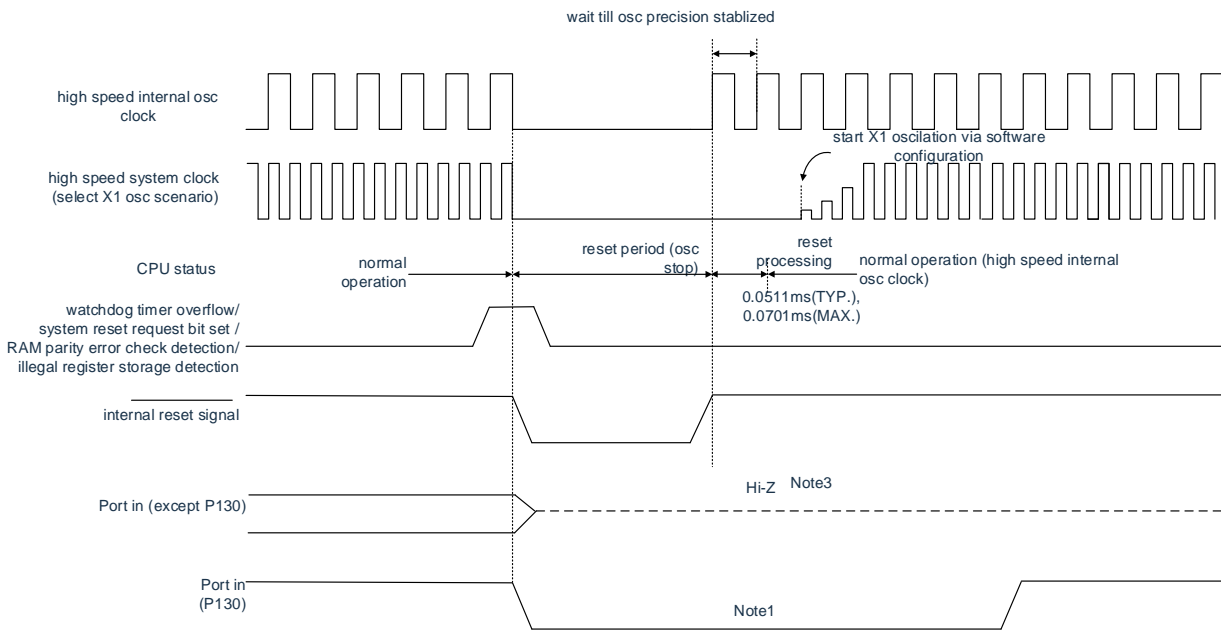 wait till osc precision stablized
high speed internal osc
clock
start X1 oscilation via software
configuration
high speed system clock
(select X1 osc scenario)
CPU status
normal
operation
reset period (osc
stop)
reset
processing
normal operation (high speed internal
osc clock)
0.0511ms(TYP.),
0.0701ms(MAX.)
watchdog timer overflow/
system reset request bit set /
RAM parity error check detection/
illegal register storage detection
internal reset signal
Port in (except P130)
Hi-Z Note3
Port in
(P130)
Note1